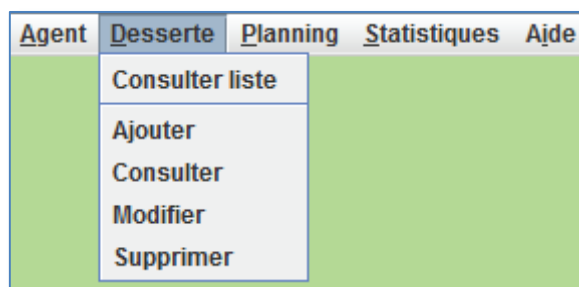 Agent Desserte Planning Statistiques Aide
Consulter liste
Ajouter
Consulter
Modifier
Supprimer